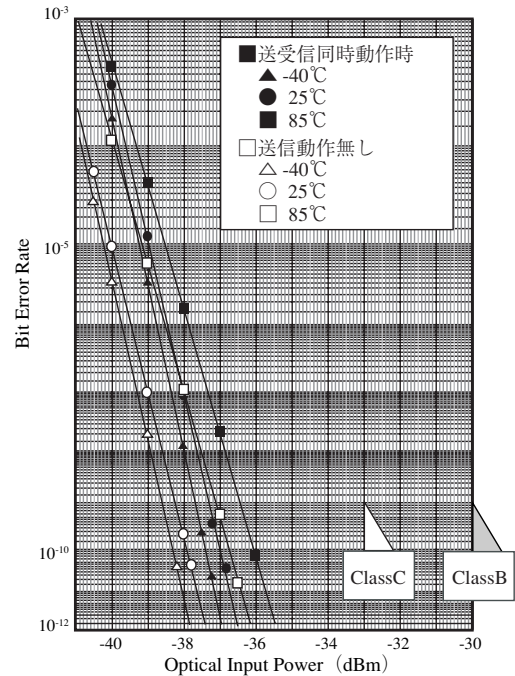 10-3
■送受信同時動作時
▲ -40℃
● 25℃
■ 85℃
□送信動作無し
△ -40℃
○ 25℃
□ 85℃
10-5
Bit Error Rate
10-10
ClassC
ClassB
10-12
-40 -38 -36 -34 -32 -30 -28
Optical Input Power（dBm）